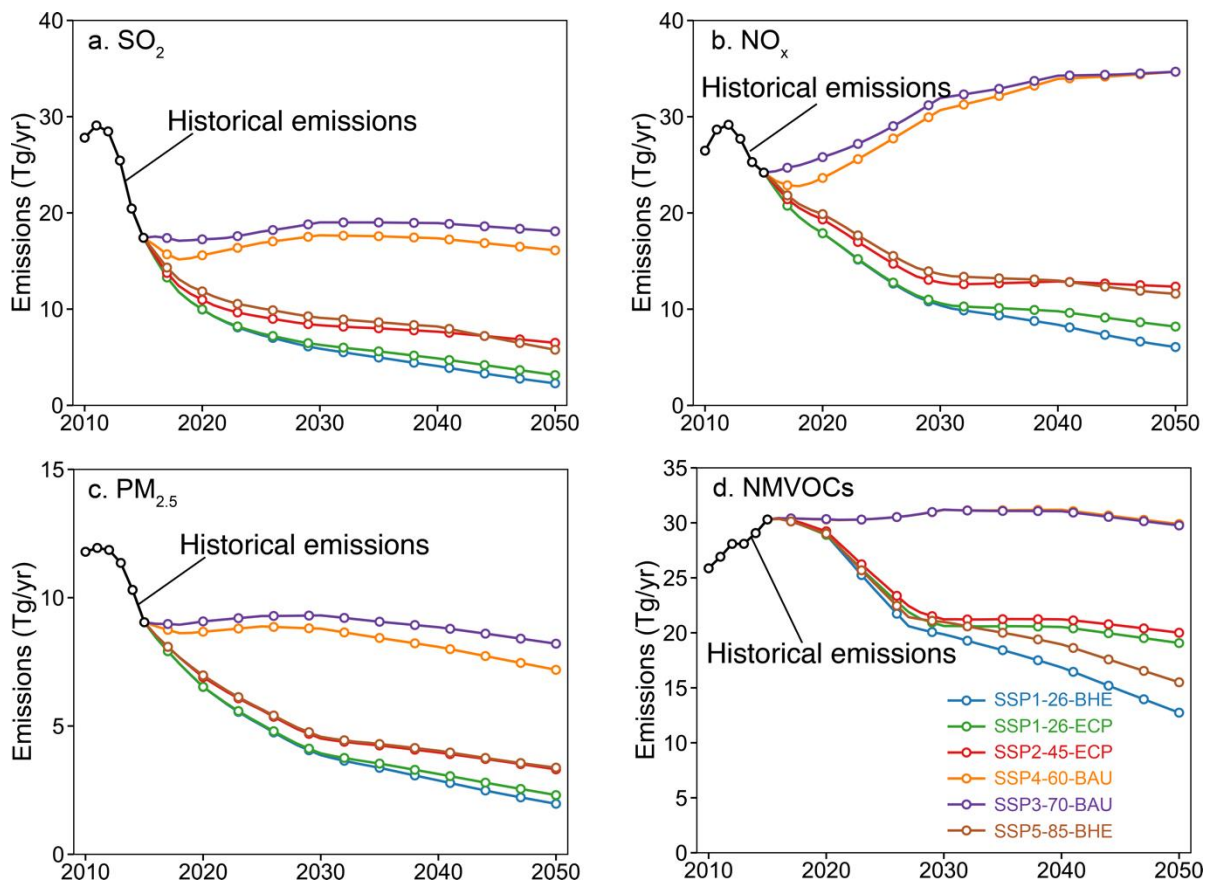 a. SO2
Historical emissions
Emissions (Tg/yr)
40
30
20
10
0
2010 2020 2030 2040 2050
b. NOx
Historical emissions
Emissions (Tg/yr)
40
30
20
10
0
2010 2020 2030 2040 2050
c. PM2.5
Historical emissions
Emissions (Tg/yr)
15
10
5
0
2010 2020 2030 2040 2050
d. NMVOCs
Historical emissions
Emissions (Tg/yr)
35
30
25
20
15
10
5
0
2010 2020 2030 2040 2050
SSP1-26-BHE
SSP1-26-ECP
SSP2-45-ECP
SSP4-60-BAU
SSP3-70-BAU
SSP5-85-BHE